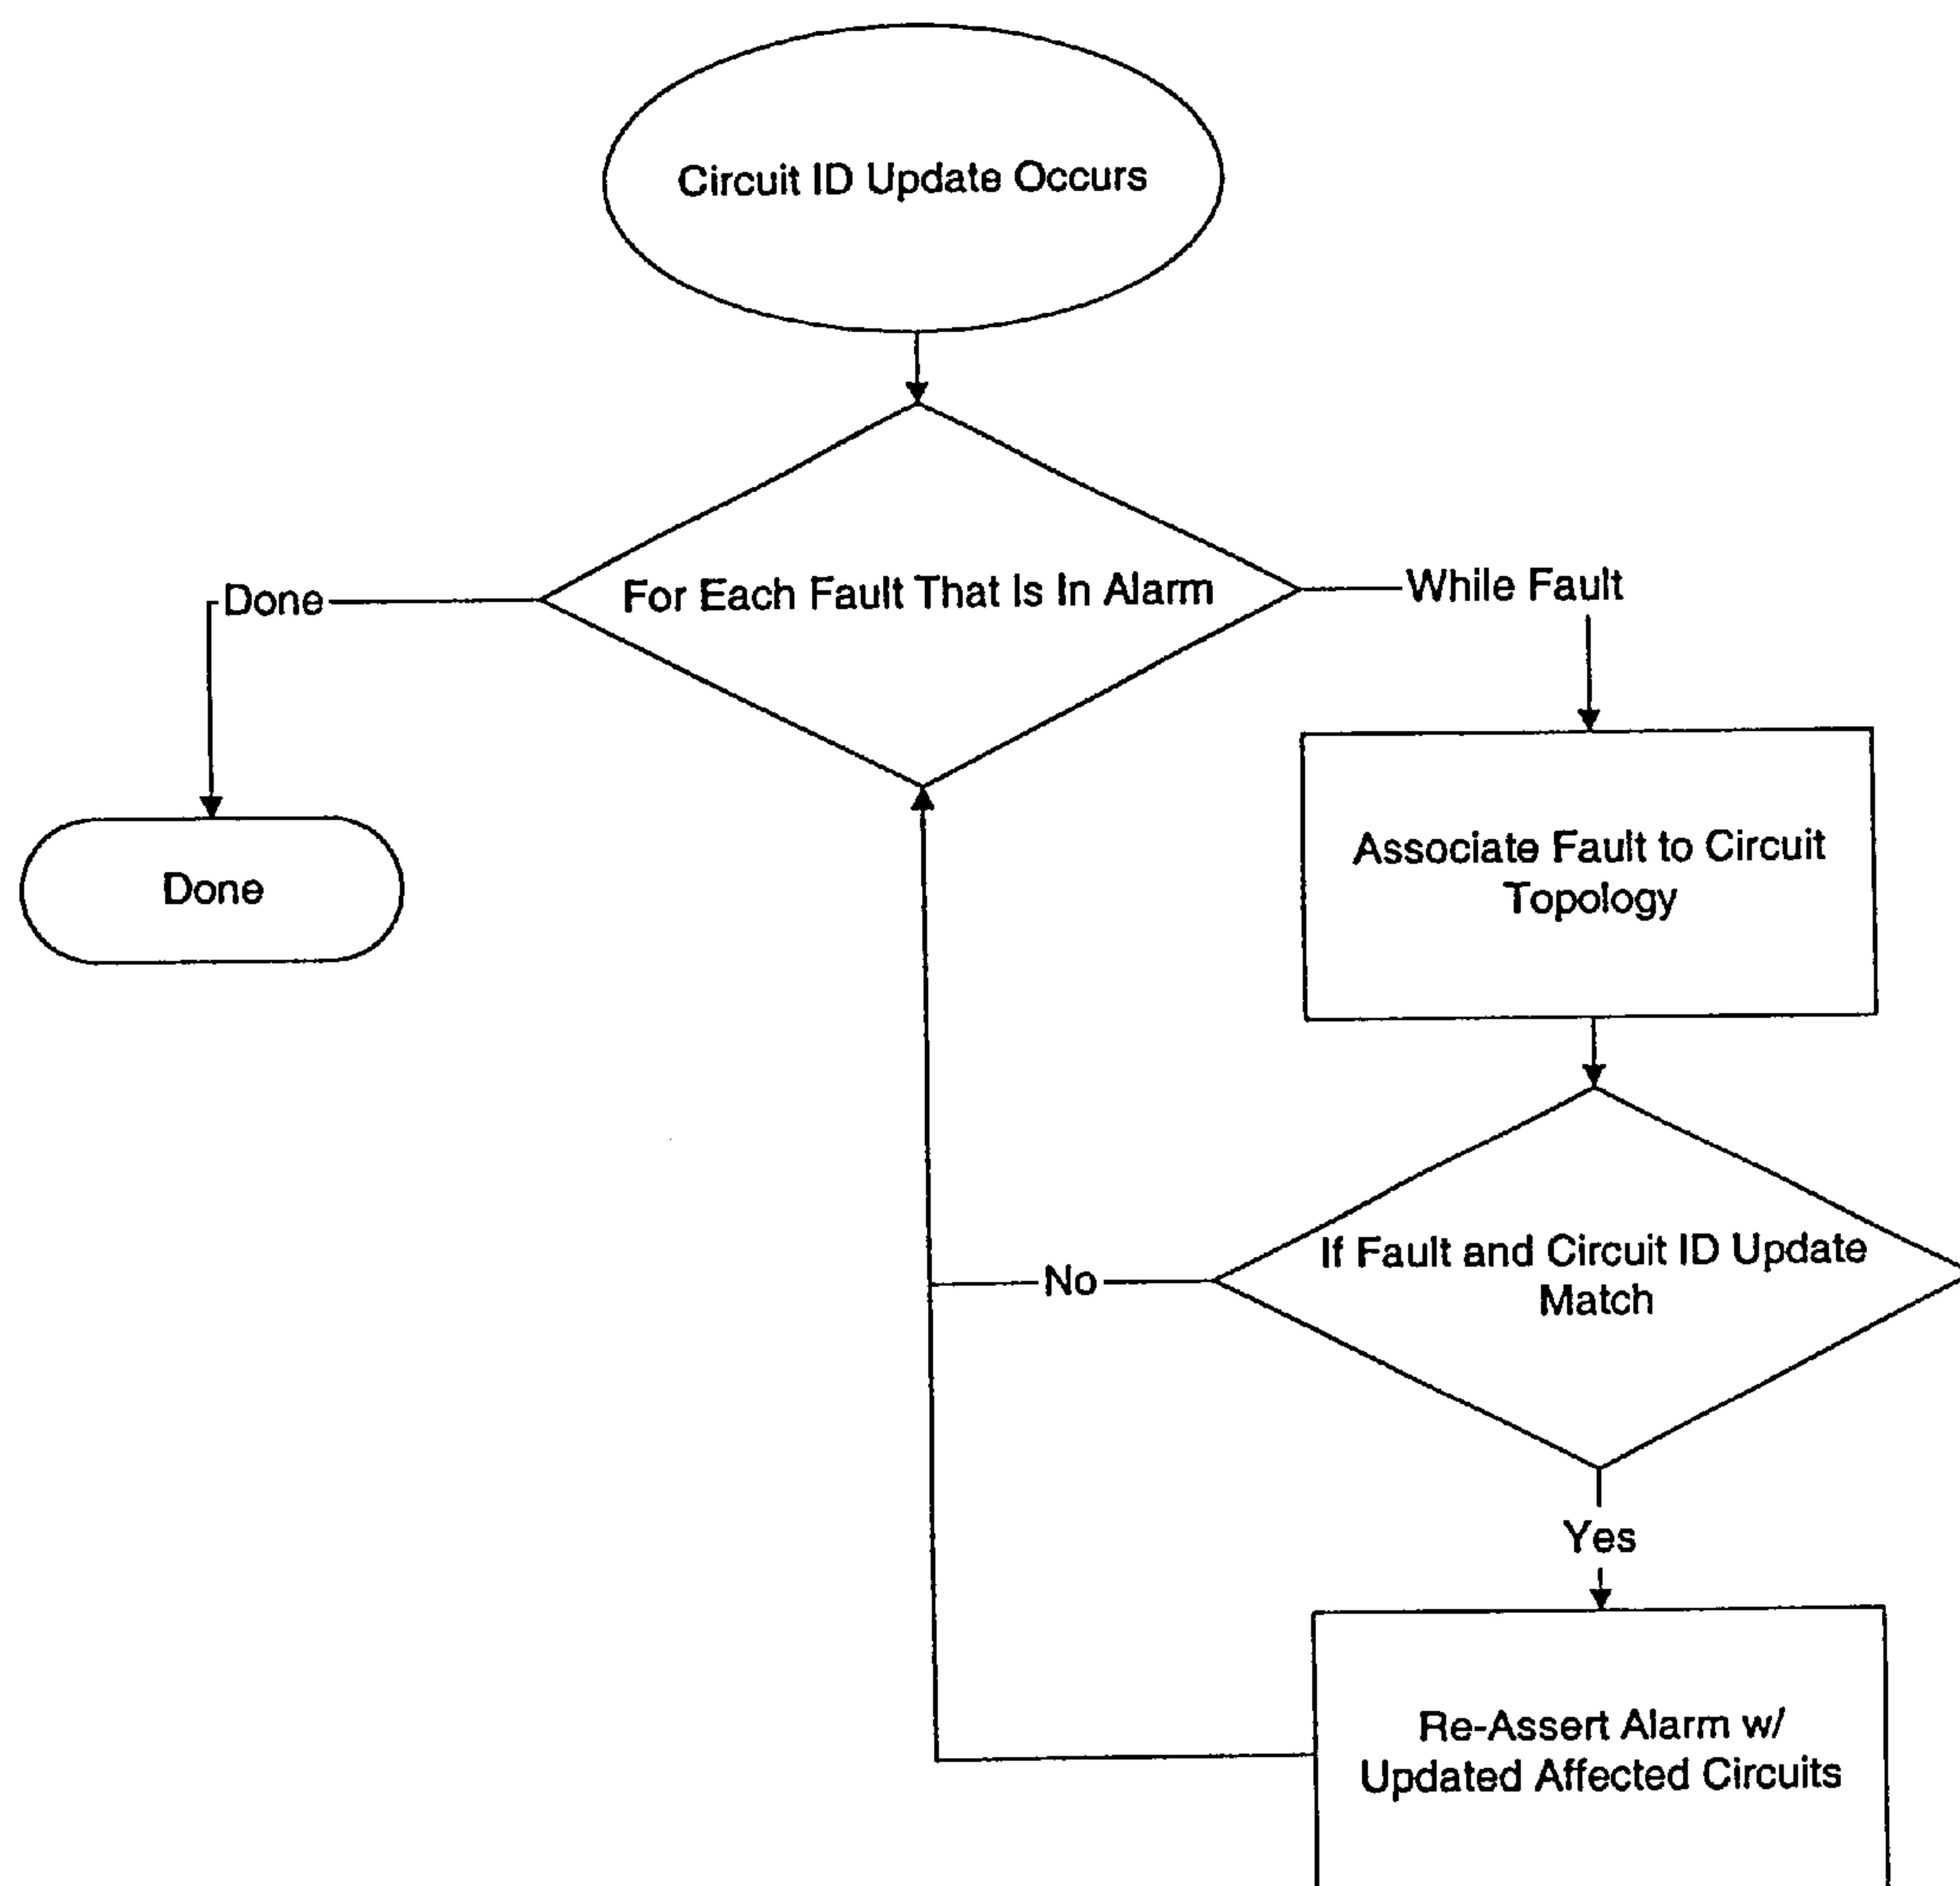 Circuit ID Update Occurs
For Each Fault That Is In Alarm
Done
While Fault
Done
Associate Fault to Circuit
Topology
If Fault and Circuit ID Update
Match
No
Yes
Re-Assert Alarm w/
Updated Affected Circuits